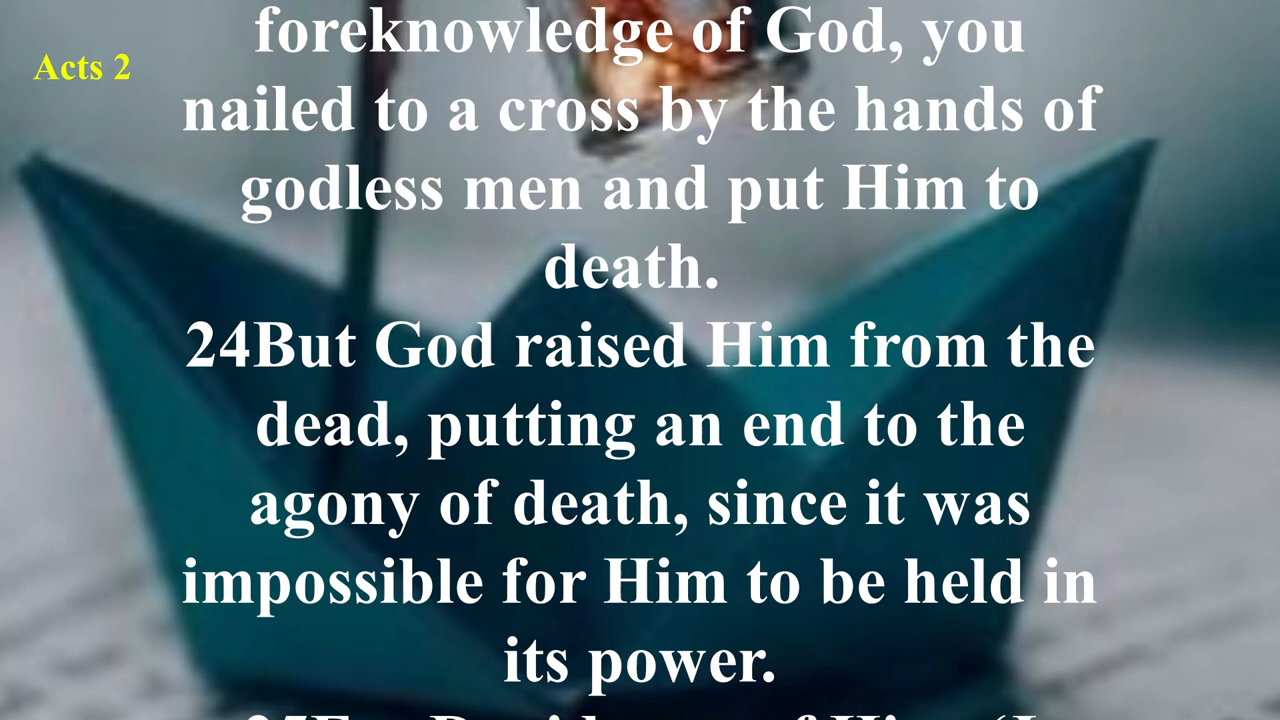 foreknowledge of God, you
Acts 2
nailed to a cross by the hands of
godless men and put Him to
death.
24But God raised Him from the
dead, putting an end to the
agony of death, since it was
impossible for Him to be held in
its power.